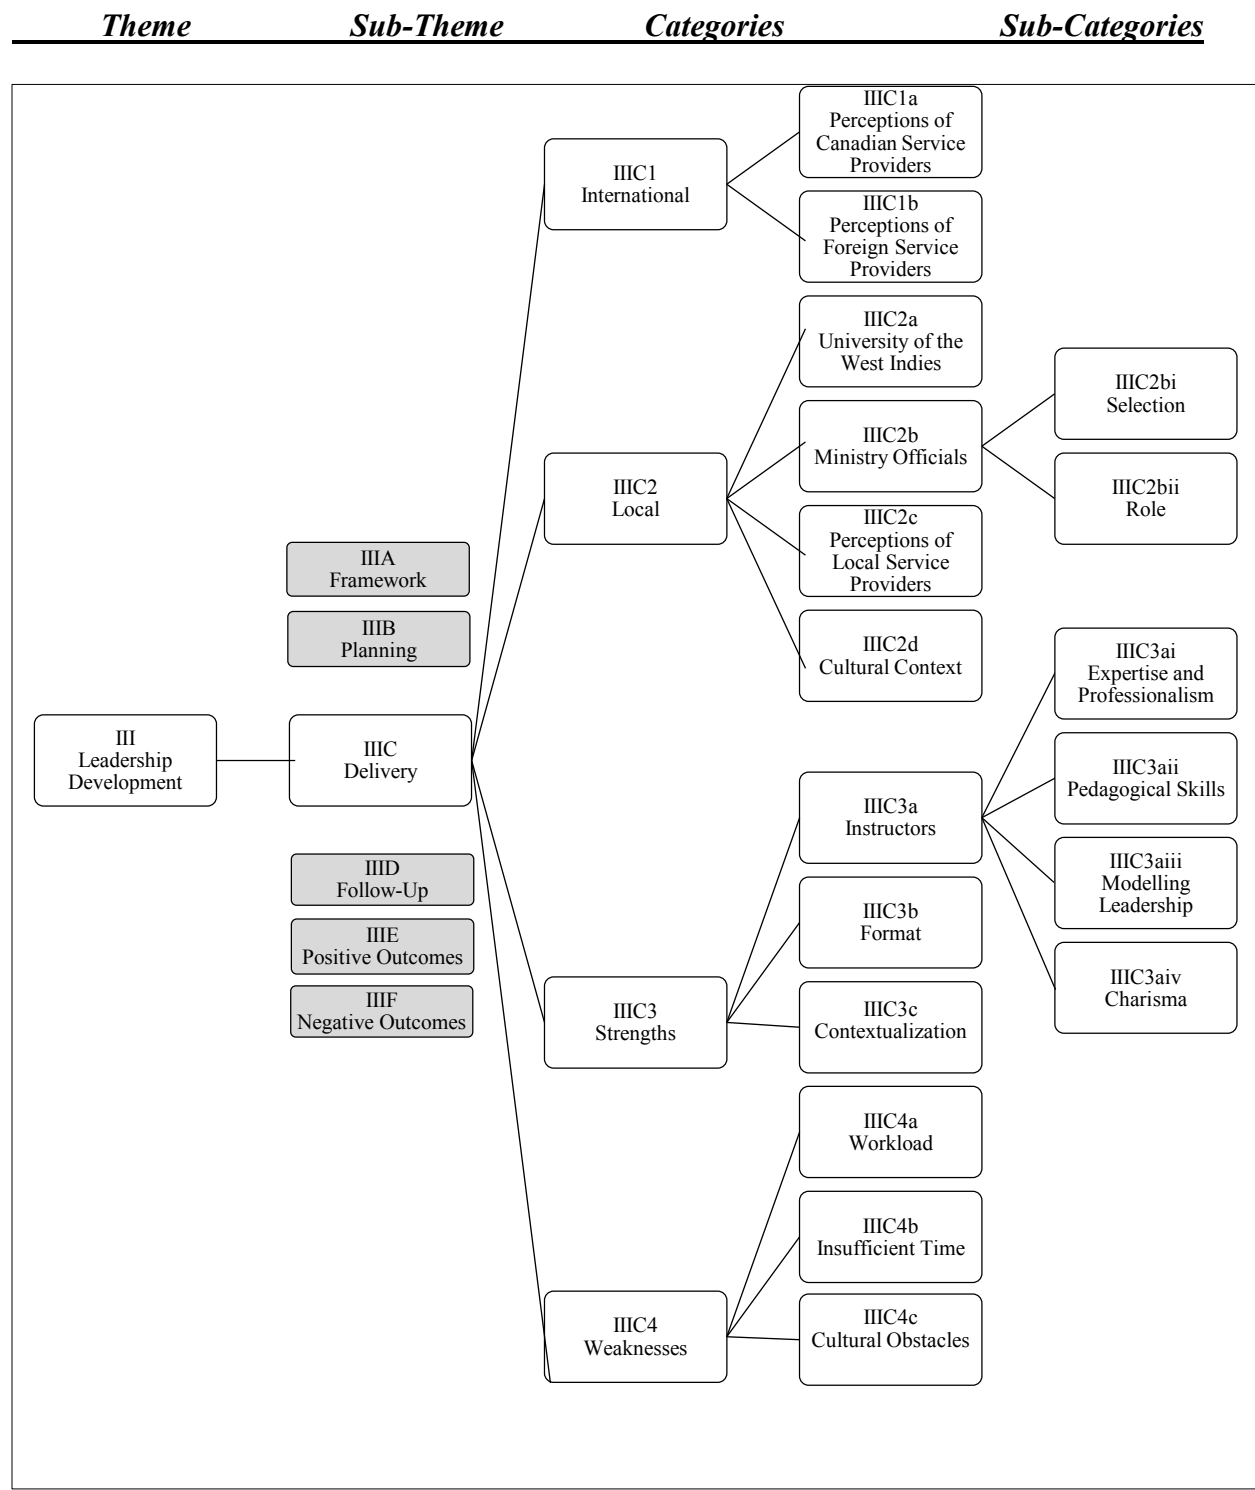 Theme Sub-Theme Categories Sub-Categories
IIIC1a
Perceptions of
Canadian Service
Providers
IIIC1
International
IIIC1b
Perceptions of
Foreign Service
Providers
IIIC2a
University of the
West Indies
IIIC2bi
Selection
IIIC2b
Ministry Officials
IIIC2
Local
IIIC2bii
Role
IIIC2c
Perceptions of
Local Service
Providers
IIIA
Framework
IIIB
Planning
IIIC2d
Cultural Context
IIIC3ai
Expertise and
Professionalism
III
Leadership
Development
IIIC
Delivery
IIIC3aii
Pedagogical Skills
IIIC3a
Instructors
IIID
Follow-Up
IIIC3aiii
Modelling
Leadership
IIIC3b
Format
IIIE
Positive Outcomes
IIIC3aiv
Charisma
IIIF
Negative Outcomes
IIIC3
Strengths
IIIC3c
Contextualization
IIIC4a
Workload
IIIC4b
Insufficient Time
IIIC4
Weaknesses
IIIC4c
Cultural Obstacles